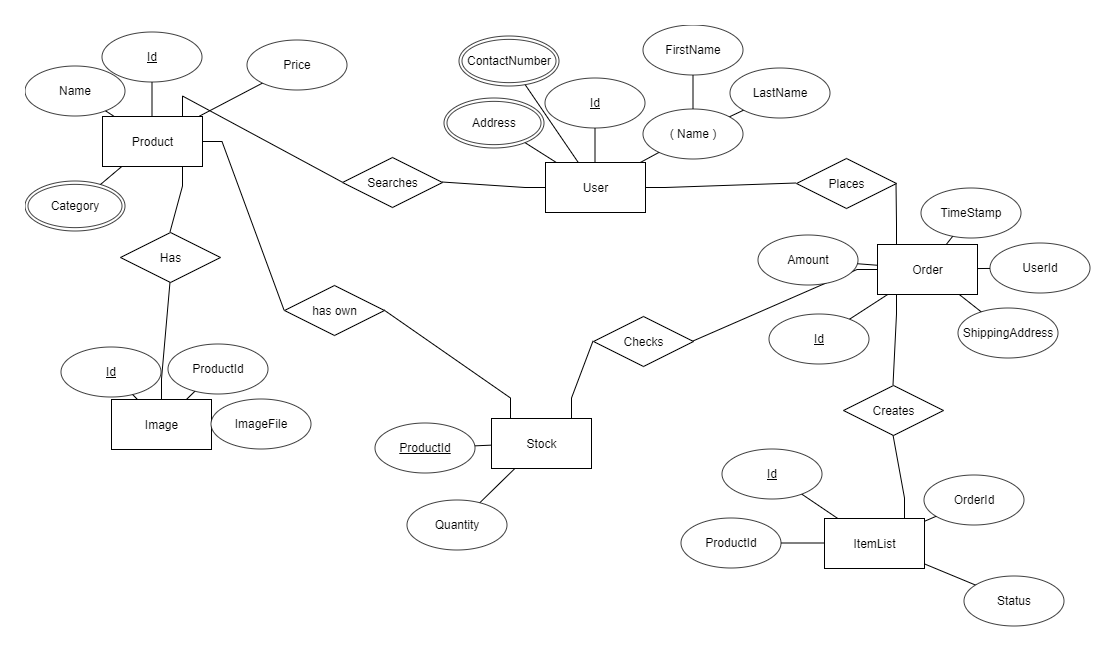 FirstName
Id
ContactNumber
Price
Name
LastName
Id
Address
( Name )
Product
Searches
User
Places
Category
TimeStamp
Has
Amount
Order
UserId
has own
Checks
Id
ShippingAddress
Id
ProductId
Creates
Image
ImageFile
ProductId
Stock
Id
OrderId
Quantity
ProductId
ItemList
Status